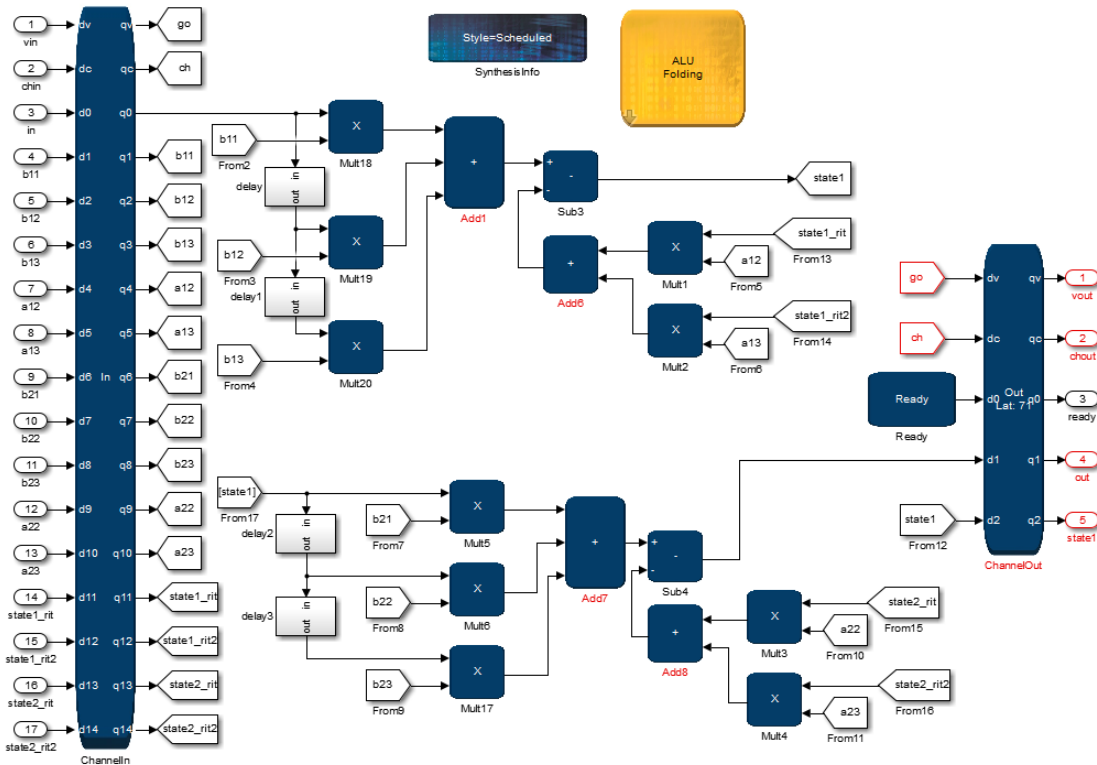 1
vin
2
chin
3
in
4
b11
5
b12
6
b13
7
a12
8
a13
9
b21
10
b22
11
b23
12
a22
13
a23
14
state1_rit
15
state1_rit2
16
state2_rit
17
state2_rit2
dv qv
dc qc
d0 q0
d1 q1
d2 q2
d3 q3
d4 q4
d5 q5
d6 In q6
d7 q7
d8 q8
d9 q9
d10 q10
d11 q11
d12 q12
d13 q13
d14 q14
ChannelIn
go
ch
b11
b12
b13
a12
a13
b21
b22
b23
a22
a23
state1_rit
state1_rit2
state2_rit
state2_rit2
Style=Scheduled
SynthesisInfo
ALU
Folding
b11
From2
X
Mult18
in
out
delay
b12
From3
X
Mult19
in
out
delay1
b13
From4
X
Mult20
+
Add1
+
-
-
Sub3
state1
+
Add6
X
Mult1
state1_rit
From13
a12
From5
X
Mult2
state1_rit2
From14
a13
From6
[state1]
From17
in
out
delay2
in
out
delay3
b21
From7
X
Mult5
b22
From8
X
Mult6
b23
From9
X
Mult17
+
Add7
+
-
-
Sub4
+
Add8
X
Mult3
state2_rit
From15
a22
From10
X
Mult4
state2_rit2
From16
a23
From11
go
ch
Ready
Ready
state1
From12
dv qv
dc qc
Out
d0 q0
Lat: 71
d1 q1
d2 q2
ChannelOut
1
vout
2
chout
3
ready
4
out
5
state1